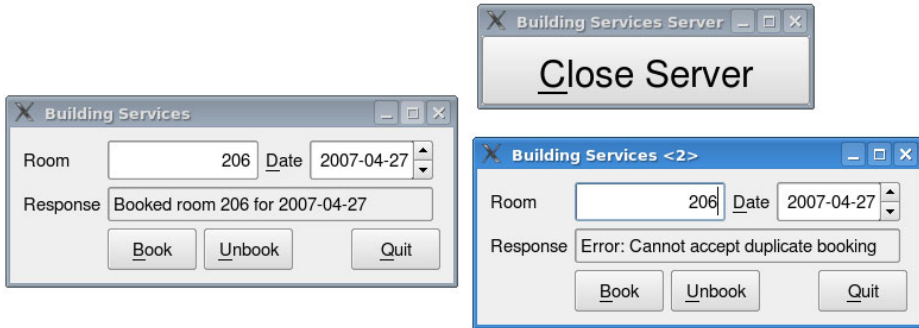 Building Services Server
Close Server
Building Services
Room 206 Date 2007-04-27
Response Booked room 206 for 2007-04-27
Book Unbook Quit
Building Services <2>
Room 206 Date 2007-04-27
Response Error: Cannot accept duplicate booking
Book Unbook Quit